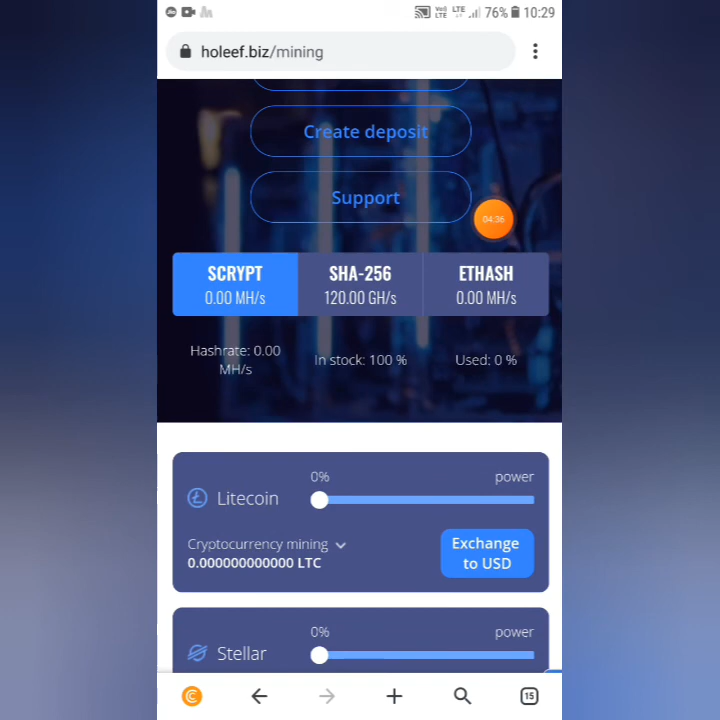 76% 10:29
holeef.biz/mining
Create deposit
Support
04:36
SCRYPT SHA-256 ETHASH
0.00 MH/s 120.00 GH/s 0.00 MH/s
Hashrate: 0.00 MH/s In stock: 100 % Used: 0 %
0% power
Litecoin
Cryptocurrency mining
0.000000000000 LTC
Exchange
to USD
0% power
Stellar
15